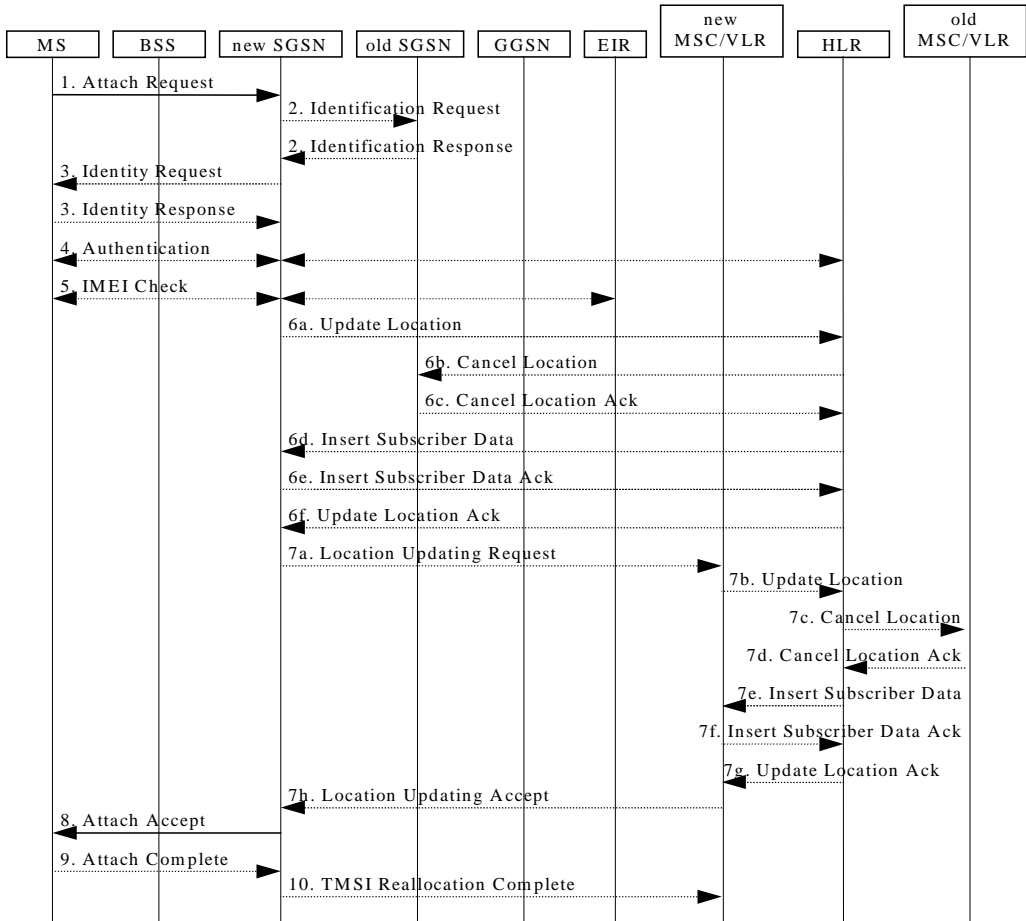 new
MSC/VLR
old
MSC/VLR
MS
BSS
new SGSN
old SGSN
GGSN
EIR
HLR
1. Attach Request
2. Identification Request
2. Identification Response
3. Identity Request
3. Identity Response
4. Authentication
5. IMEI Check
6a. Update Location
6b. Cancel Location
6c. Cancel Location Ack
6d. Insert Subscriber Data
6e. Insert Subscriber Data Ack
6f. Update Location Ack
7a. Location Updating Request
7b. Update Location
7c. Cancel Location
7d. Cancel Location Ack
7e. Insert Subscriber Data
7f. Insert Subscriber Data Ack
7g. Update Location Ack
7h. Location Updating Accept
8. Attach Accept
9. Attach Complete
10. TMSI Reallocation Complete